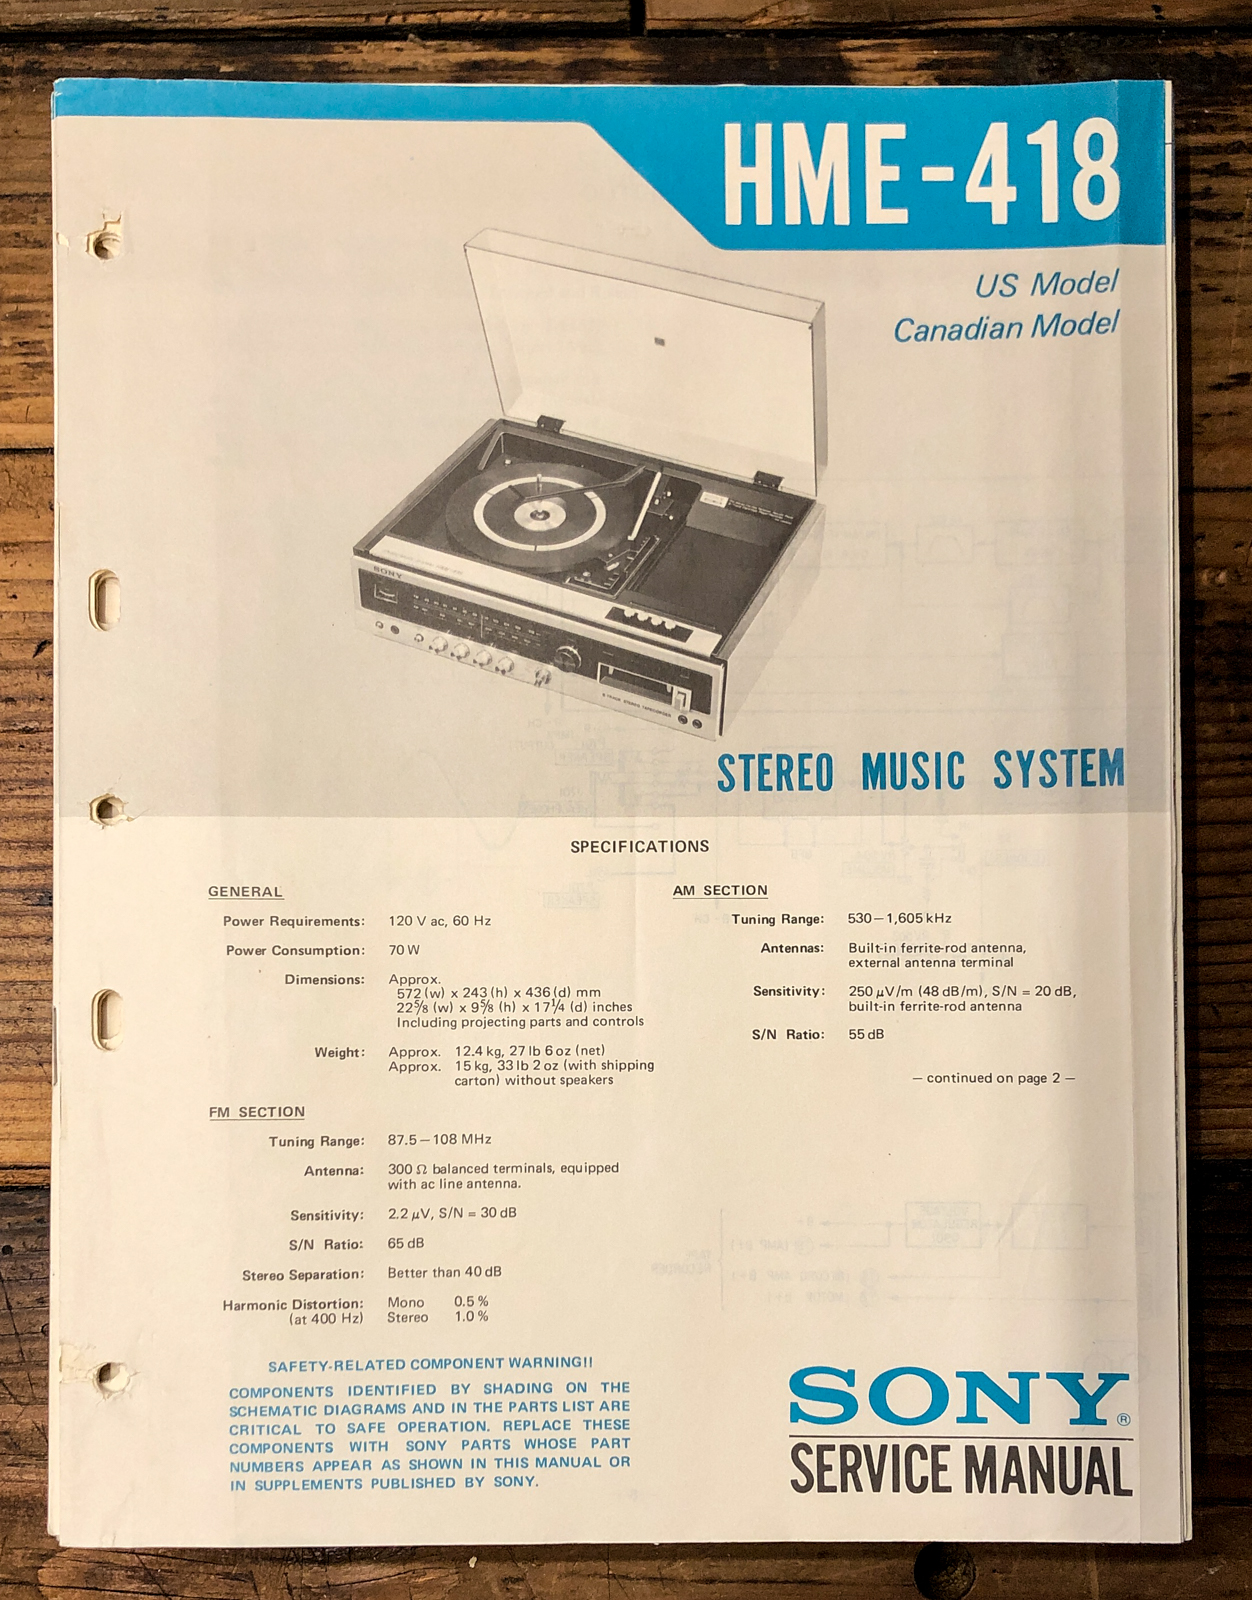 HME-418
US Model
Canadian Model
SONY
8-TRACK STEREO TAPECORDER
STEREO MUSIC SYSTEM
SPECIFICATIONS
GENERAL
Power Requirements: 120 V ac, 60 Hz
Power Consumption: 70 W
Dimensions: Approx.
572 (w) x 243 (h) x 436 (d) mm
22⅝ (w) x 9⅝ (h) x 17¼ (d) inches
Including projecting parts and controls
Weight: Approx. 12.4 kg, 27 lb 6 oz (net)
Approx. 15 kg, 33 lb 2 oz (with shipping
carton) without speakers
FM SECTION
Tuning Range: 87.5 – 108 MHz
Antenna: 300 Ω balanced terminals, equipped
with ac line antenna.
Sensitivity: 2.2 μV, S/N = 30 dB
S/N Ratio: 65 dB
Stereo Separation: Better than 40 dB
Harmonic Distortion: Mono 0.5 %
(at 400 Hz) Stereo 1.0 %
AM SECTION
Tuning Range: 530 – 1,605 kHz
Antennas: Built-in ferrite-rod antenna,
external antenna terminal
Sensitivity: 250 μV/m (48 dB/m), S/N = 20 dB,
built-in ferrite-rod antenna
S/N Ratio: 55 dB
— continued on page 2 —
SAFETY-RELATED COMPONENT WARNING!!
COMPONENTS IDENTIFIED BY SHADING ON THE
SCHEMATIC DIAGRAMS AND IN THE PARTS LIST ARE
CRITICAL TO SAFE OPERATION. REPLACE THESE
COMPONENTS WITH SONY PARTS WHOSE PART
NUMBERS APPEAR AS SHOWN IN THIS MANUAL OR
IN SUPPLEMENTS PUBLISHED BY SONY.
SONY®
SERVICE MANUAL